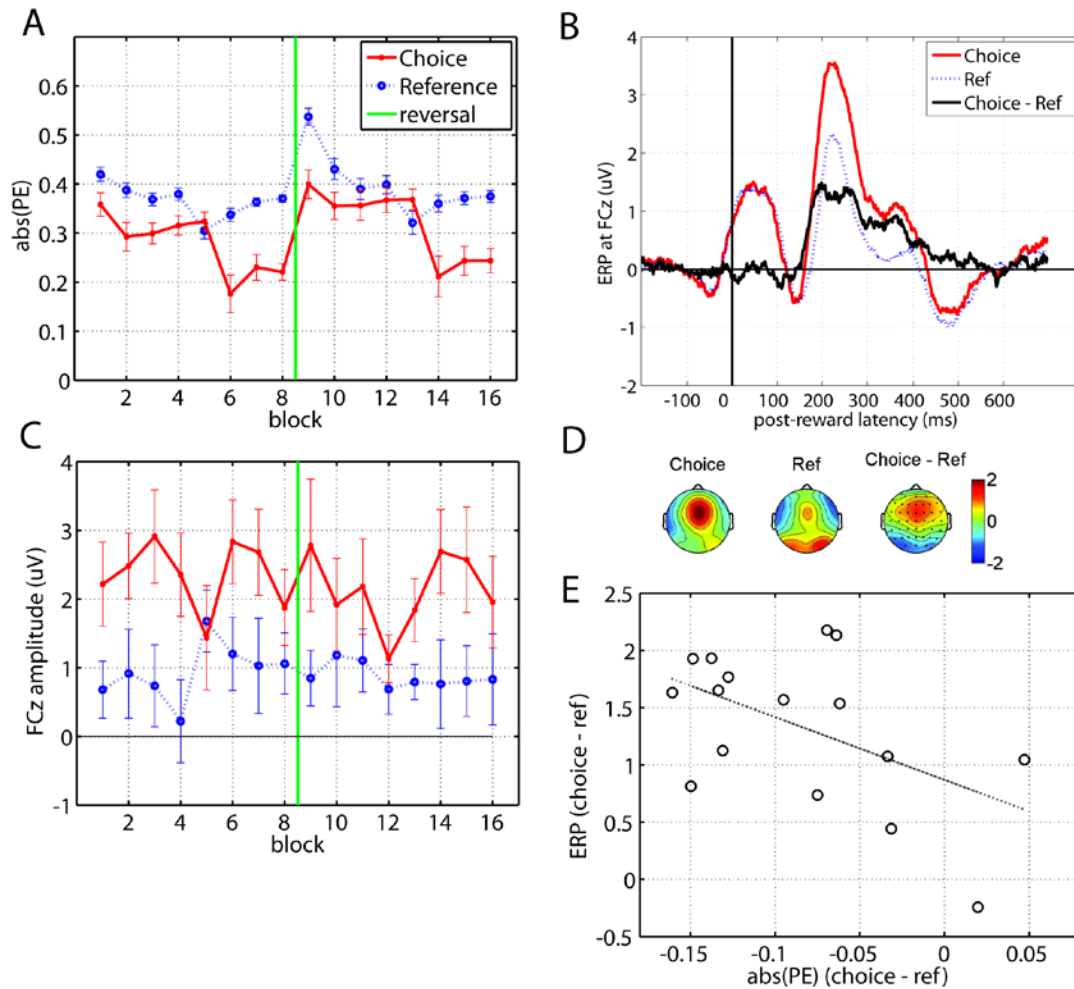 A
abs(PE)
0.6
0.5
0.4
0.3
0.2
0.1
0
Choice
Reference
reversal
2 4 6 8 10 12 14 16
block
B
ERP at FCz (uV)
4
3
2
1
0
-1
-2
Choice
Ref
Choice - Ref
-100 0 100 200 300 400 500 600
post-reward latency (ms)
C
FCz amplitude (uV)
4
3
2
1
0
-1
2 4 6 8 10 12 14 16
block
D
Choice Ref Choice - Ref
2
0
-2
E
ERP (choice - ref)
2.5
2
1.5
1
0.5
0
-0.5
-0.15 -0.1 -0.05 0 0.05
abs(PE) (choice - ref)